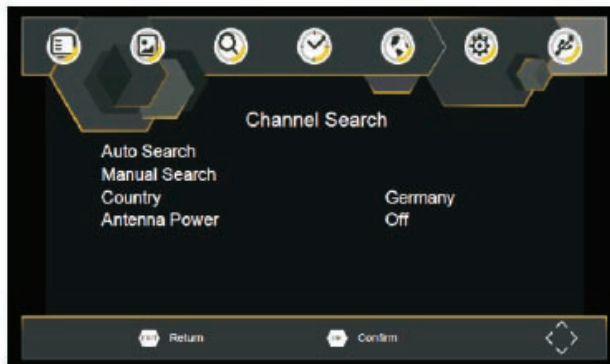 Channel Search
Auto Search
Manual Search
Country Germany
Antenna Power Off
Return Confirm